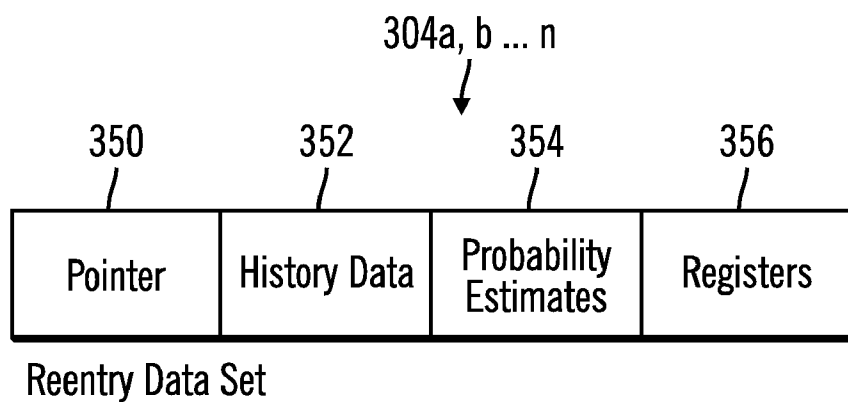 304a, b ... n
350 352 354 356
Pointer History Data Probability Estimates Registers
Reentry Data Set